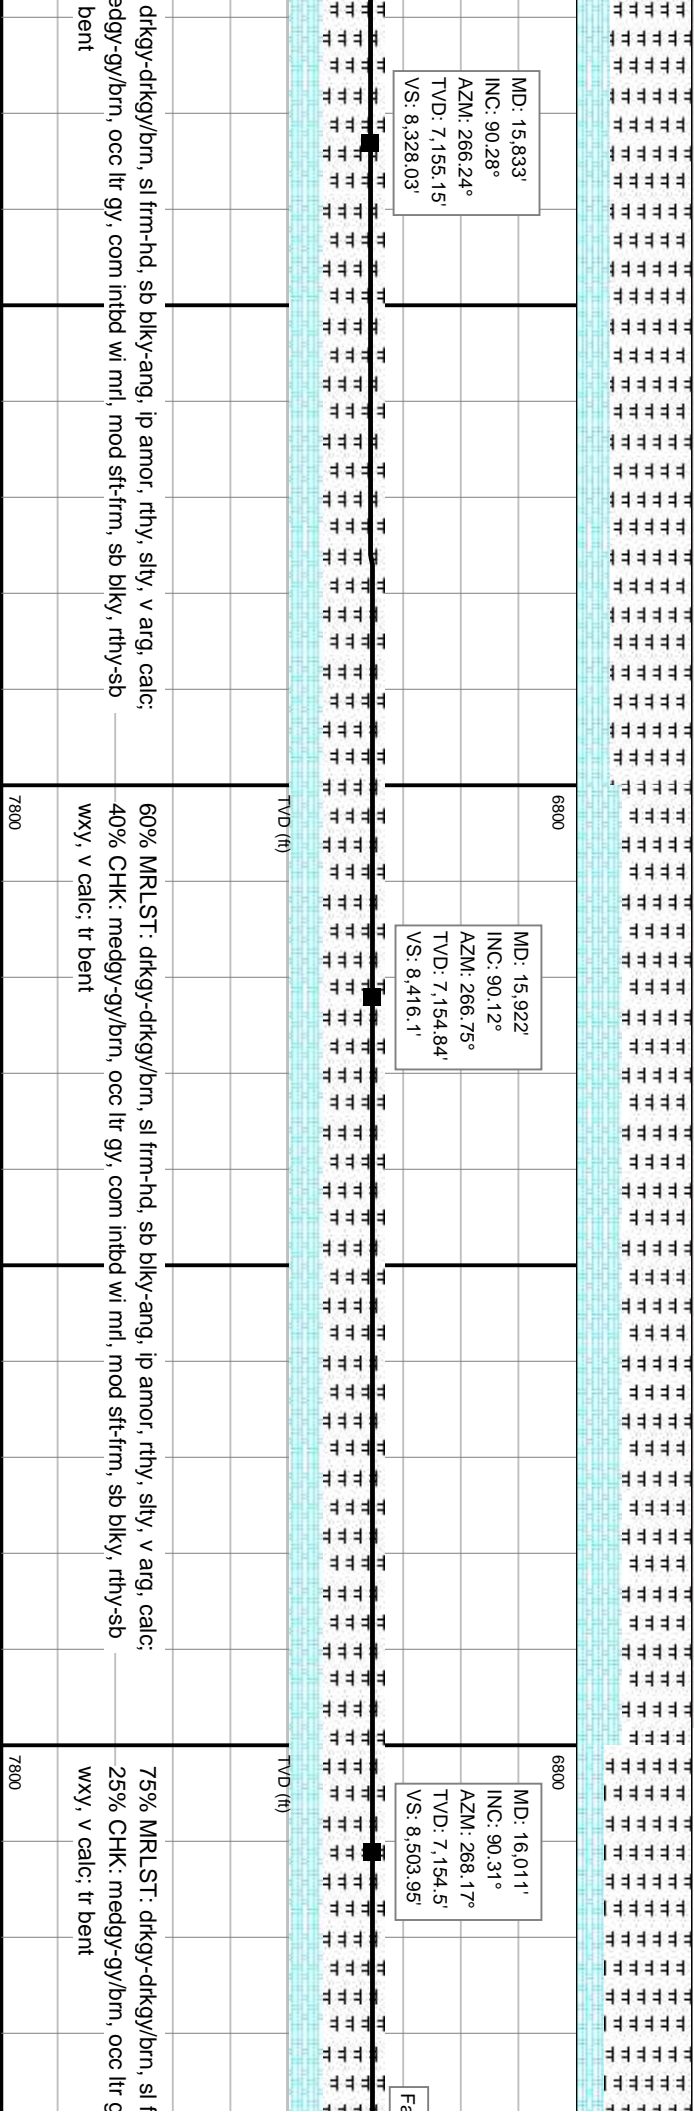 MD: 15,833'
INC: 90.28°
AZM: 266.24°
TVD: 7,155.15'
VS: 8,328.03'
drkgy-drkgy/brn, sl frm-hd, sb blky-ang, ip amor, rthy, slty, v arg, calc;
edgy-gy/brn, occ ltr gy, com intbd wi mrl, mod sft-frm, sb blky, rthy-sb
bent
6800
TVD (ft)
7800
MD: 15,922'
INC: 90.12°
AZM: 266.75°
TVD: 7,154.84'
VS: 8,416.1'
60% MRLST: drkgy-drkgy/brn, sl frm-hd, sb blky-ang, ip amor, rthy, slty, v arg, calc;
40% CHK: medgy-gy/brn, occ ltr gy, com intbd wi mrl, mod sft-frm, sb blky, rthy-sb
wxy, v calc; tr bent
6800
TVD (ft)
7800
MD: 16,011'
INC: 90.31°
AZM: 268.17°
TVD: 7,154.5'
VS: 8,503.95'
75% MRLST: drkgy-drkgy/brn, sl f
25% CHK: medgy-gy/brn, occ ltr g
wxy, v calc; tr bent
Fa